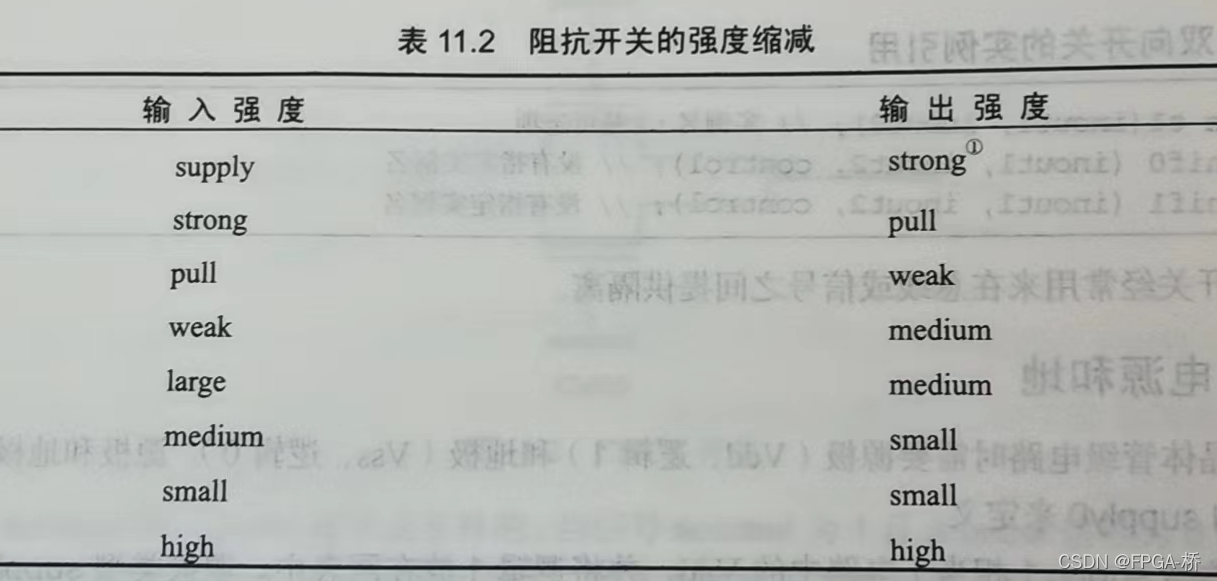 表 11.2 阻抗开关的强度缩减
输入强度 输出强度
supply strong①
strong pull
pull weak
weak medium
large medium
medium small
small small
high high
CSDN @FPGA-桥